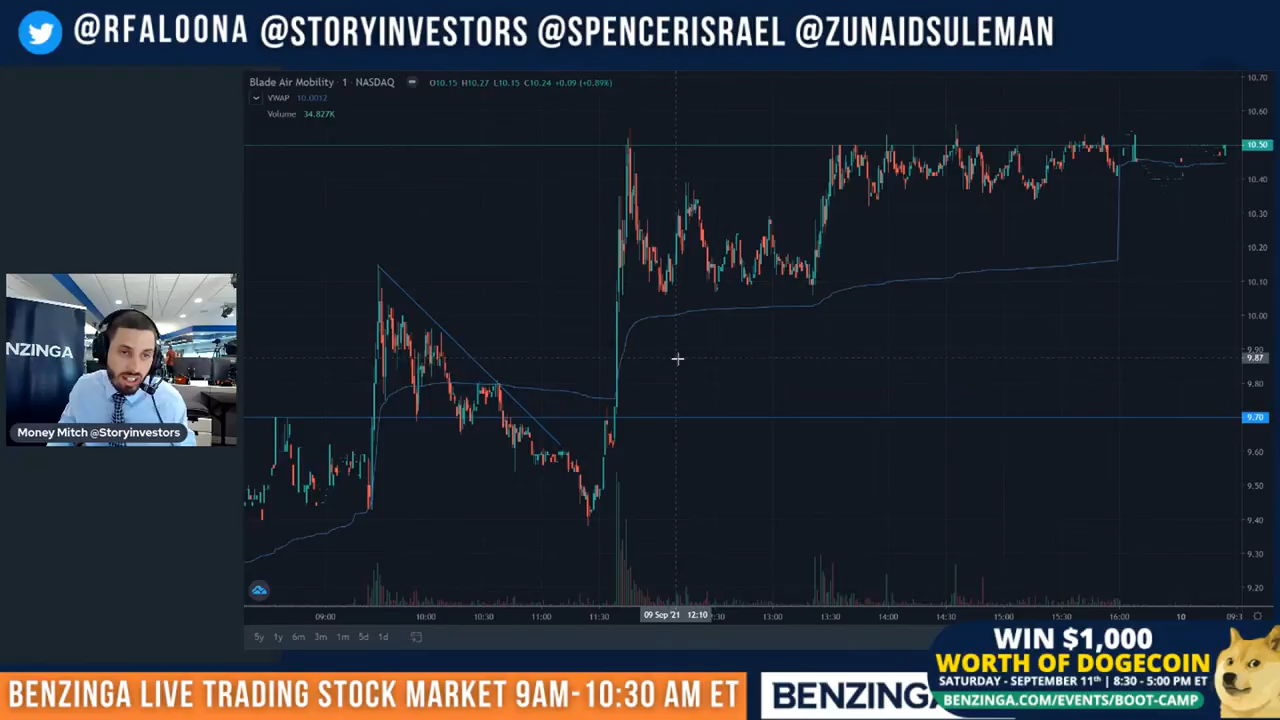 @RFALOONA @STORYINVESTORS @SPENCERISRAEL @ZUNAIDSULEMAN
Blade Air Mobility · 1 · NASDAQ O10.15 H10.27 L10.15 C10.24 +0.09 (+0.89%)
VWAP 10.0012
Volume 34.827K
10.70
10.60
10.50
10.40
10.30
10.20
10.10
10.00
9.90
9.87
9.80
9.70
9.60
9.50
9.40
9.30
9.20
NZINGA
Money Mitch @Storyinvestors
09:00 10:00 10:30 11:00 11:30 09 Sep '21 12:10 :30 13:00 13:30 14:00 14:30 15:00 15:30 16:00 10 09:3
5y 1y 6m 3m 1m 5d 1d
WIN $1,000
WORTH OF DOGECOIN
SATURDAY - SEPTEMBER 11th | 8:30 - 5:00 PM ET
BENZINGA.COM/EVENTS/BOOT-CAMP
BENZINGA LIVE TRADING STOCK MARKET 9AM-10:30 AM ET
BENZINGA